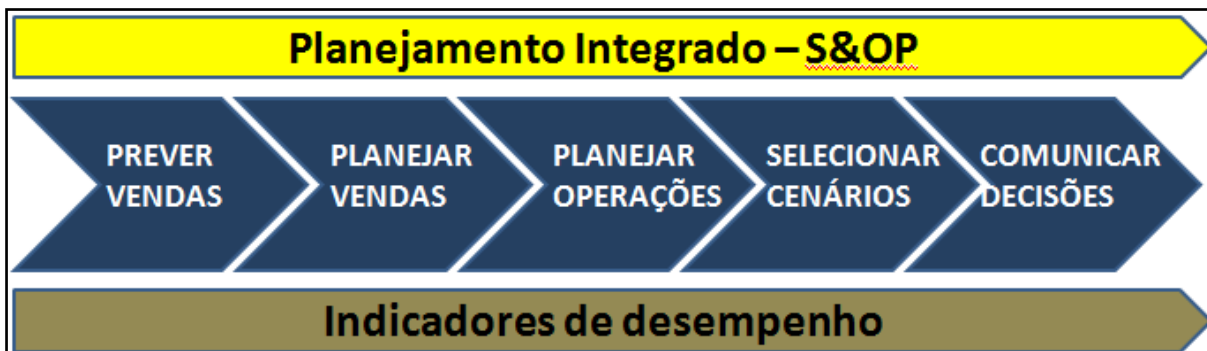 Planejamento Integrado – S&OP
PREVER
VENDAS
PLANEJAR
VENDAS
PLANEJAR
OPERAÇÕES
SELECIONAR
CENÁRIOS
COMUNICAR
DECISÕES
Indicadores de desempenho